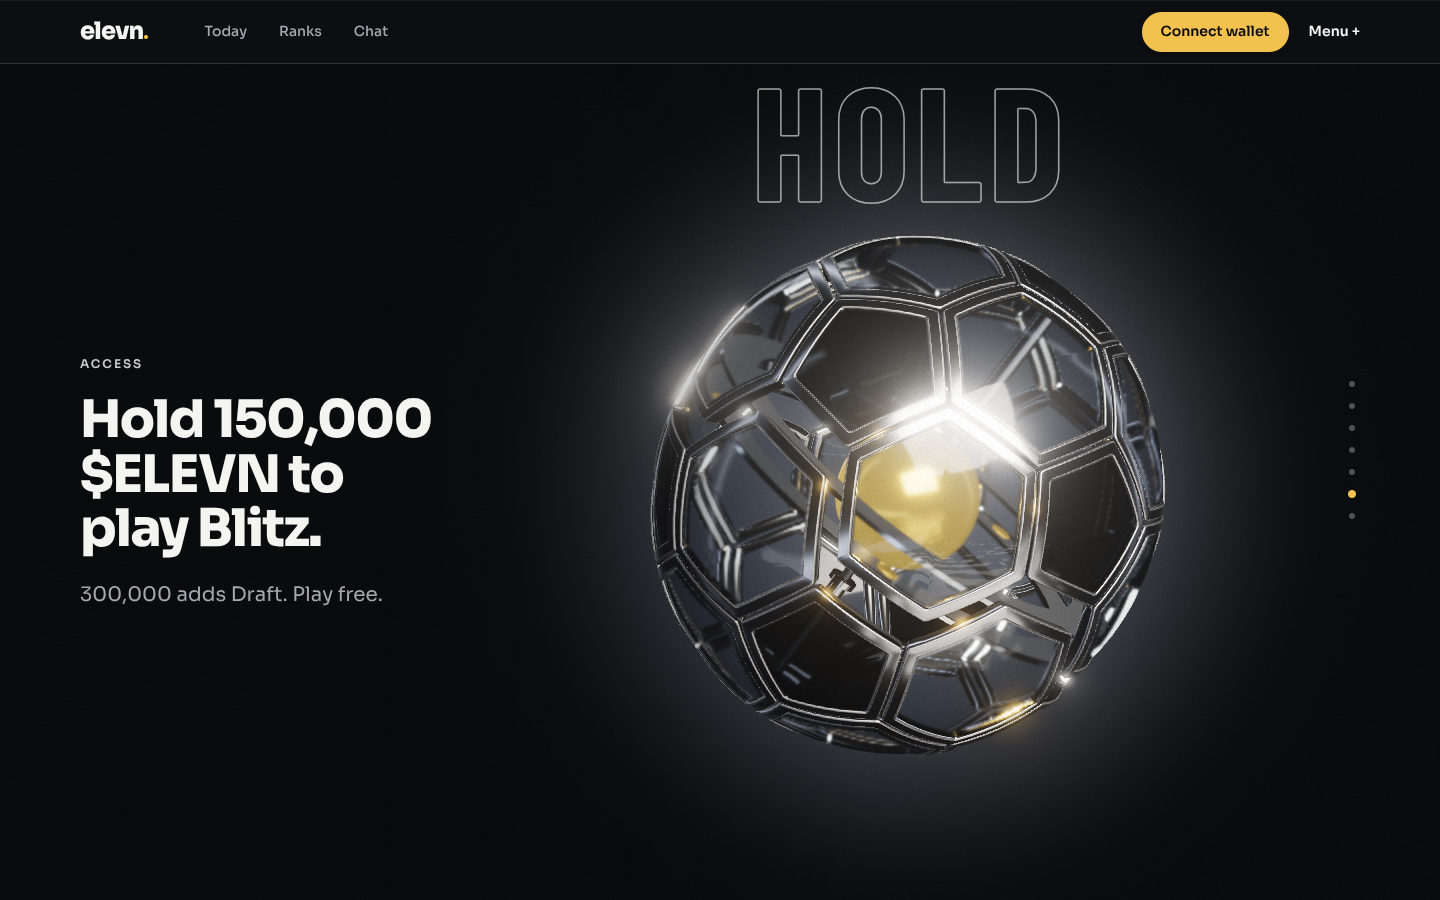 elevn.
Today
Ranks
Chat
Connect wallet
Menu +
HOLD
ACCESS
Hold 150,000
$ELEVN to
play Blitz.
300,000 adds Draft. Play free.